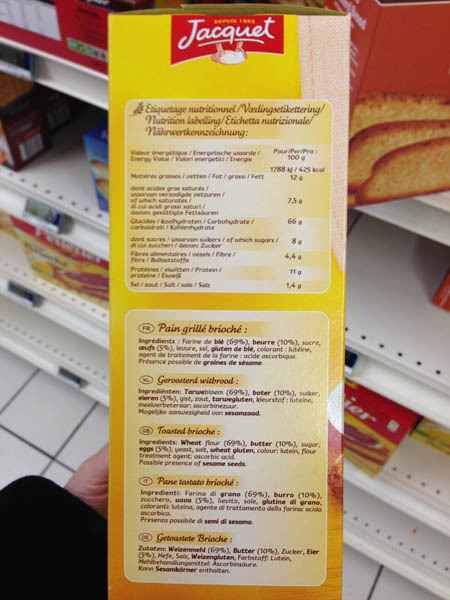 DEPUIS 1885
Jacquet
Etiquetage nutritionnel / Voedingsetikettering/
Nutrition labelling / Etichetta nutrizionale/
Nährwertkennzeichnung:
Pour/Per/Pro :
100 g
Valeur énergétique / Energetische waarde /
Energy Value / Valori energetici / Energie
1788 kJ / 425 kcal
Matières grasses / vetten / Fat / grassi / Fett 12 g
dont acides gras saturés /
waarvan verzadigde vetzuren /
of which saturates / 7,5 g
di cui acidi grassi saturi /
davon: gesättigte Fettsäuren
Glucides / koolhydraten / Carbohydrate / 66 g
carboidrati / Kohlenhydrate
dont sucres / waarvan suikers / of which sugars / 8 g
di cui zuccheri / davon: Zucker
Fibres alimentaires / vezels / Fibre / 4,4 g
fibre / Ballaststoffe
Protéines / eiwitten / Protein / 11 g
proteine / Eiweiß
Sel / zout / Salt / sale / Salz 1,4 g
FR Pain grillé brioché :
Ingrédients : Farine de blé (69%), beurre (10%), sucre,
œufs (5%), levure, sel, gluten de blé, colorant : lutéine,
agent de traitement de la farine : acide ascorbique.
Présence possible de graines de sésame.
NL Geroosterd witbrood :
Ingrediënten: Tarwebloem (69%), boter (10%), suiker,
eieren (5%), gist, zout, tarwegluten, kleurstof : luteïne,
meelverbeteraar: ascorbinezuur.
Mogelijke aanwezigheid van sesamzaad.
GB Toasted brioche :
Ingredients: Wheat flour (69%), butter (10%), sugar,
eggs (5%), yeast, salt, wheat gluten, colour: lutein, flour
treatment agent: ascorbic acid.
Possible presence of sesame seeds.
IT Pane tostato brioché :
Ingredienti: Farina di grano (69%), burro (10%),
zucchero, uova (5%), lievito, sale, glutine di grano,
coloranti: luteina, agente di trattamento della farina: acido
ascorbico.
Presenza possibile di semi di sesamo.
DE Getoastete Brioche :
Zutaten: Weizenmehl (69%), Butter (10%), Zucker, Eier
(5%), Hefe, Salz, Weizengluten, Farbstoff: Lutein,
Mehlbehandlungsmittel: Ascorbinsäure.
Kann Sesamkörner enthalten.